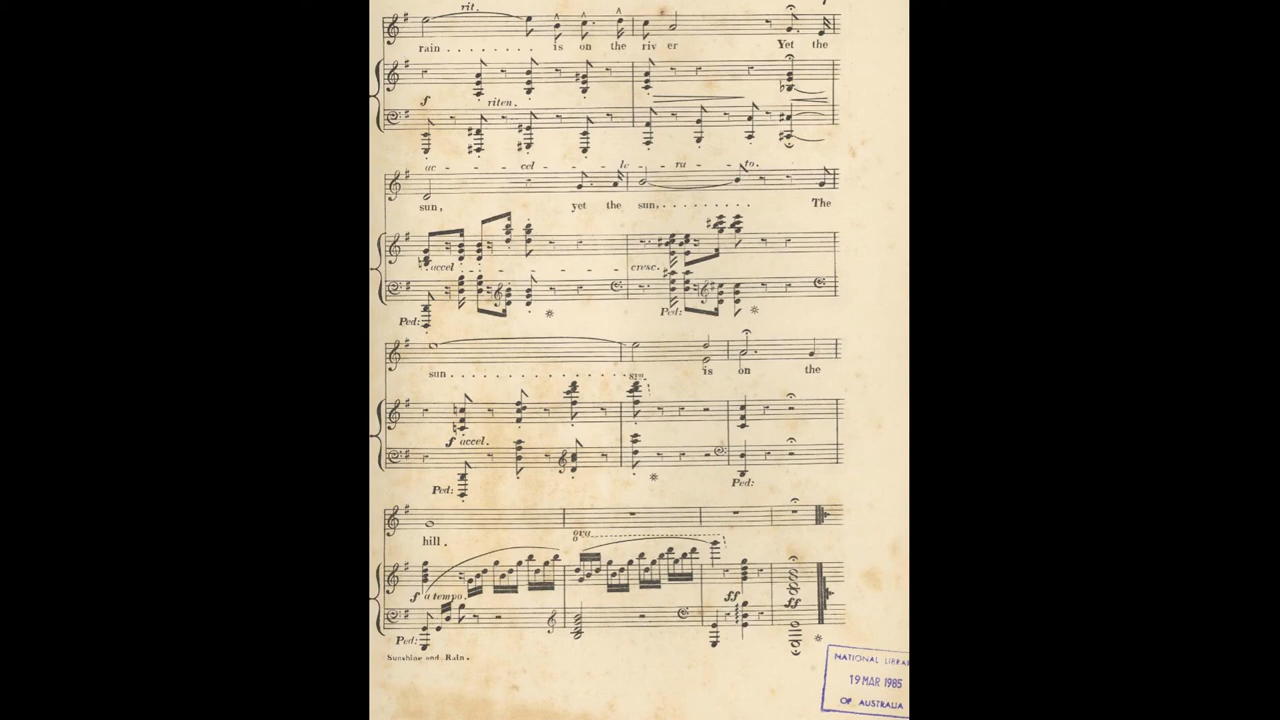 rit.
rain . . . . . . . . is on the riv er Yet the
f riten.
ac - - cel - - le - ra - to.
sun, yet the sun, . . . . . . . . The
accel - - - - - - - cresc.
Ped: Ped:
sun . . . . . . . . . . . . . . . . . is on the
8va
f accel.
Ped: Ped:
hill .
8va
f a tempo. ff ff
Ped:
Sunshine and Rain.
NATIONAL LIBRA
19 MAR 1985
OF AUSTRALIA